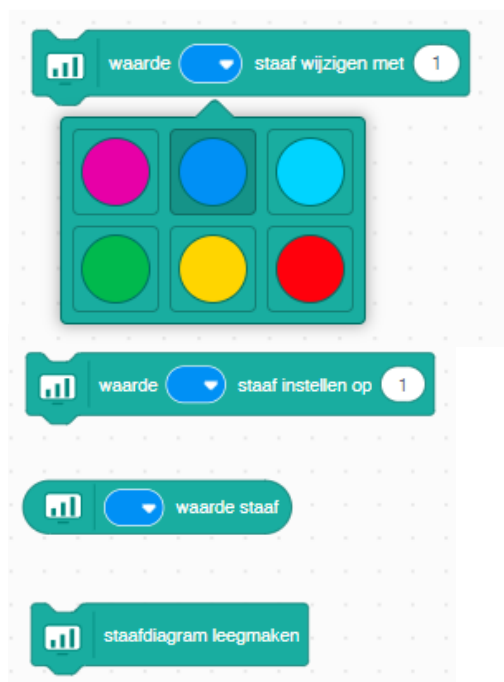 waarde staaf wijzigen met 1
waarde staaf instellen op 1
waarde staaf
staafdiagram leegmaken